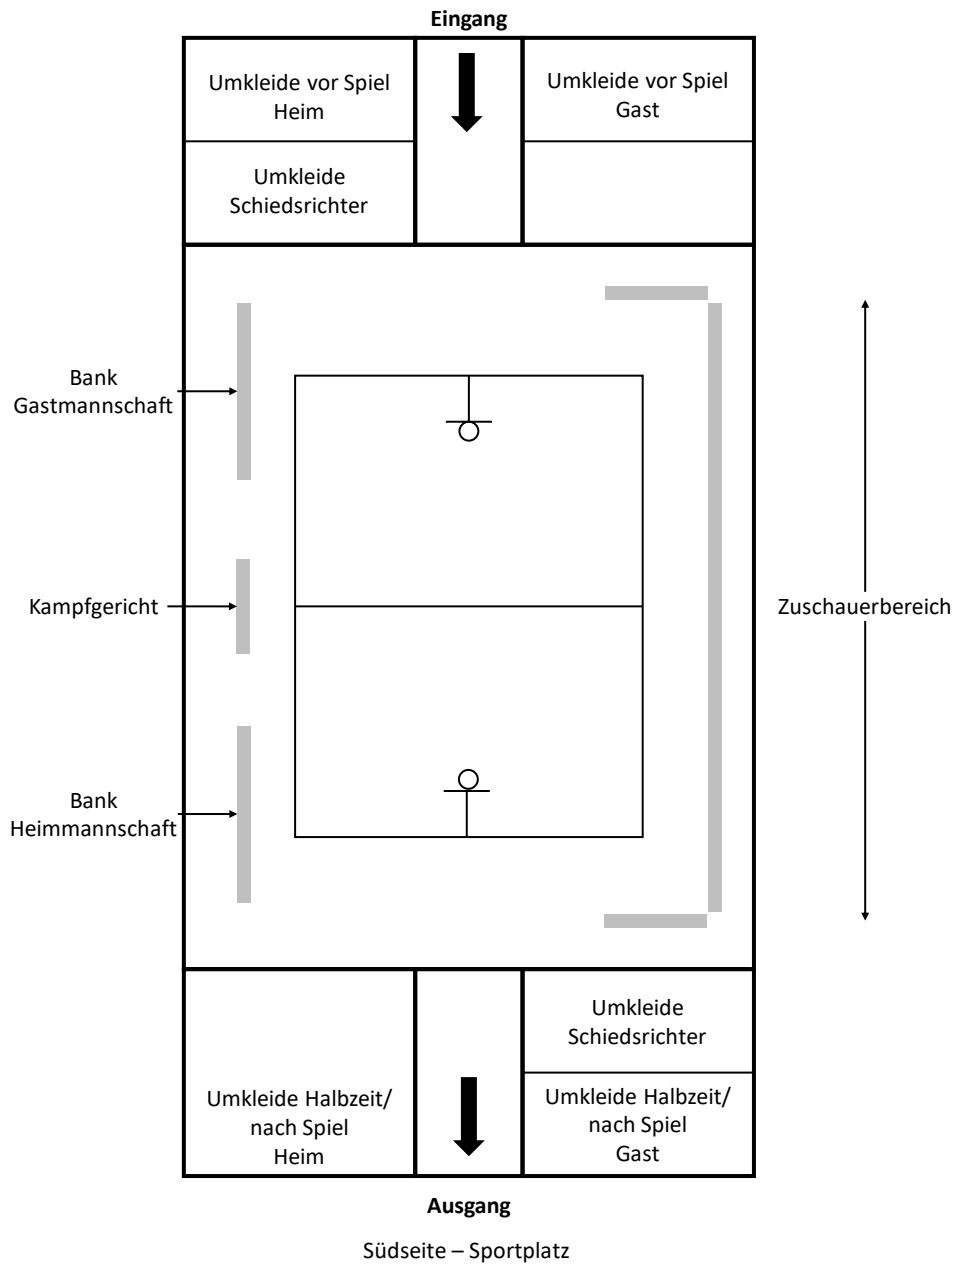 Eingang
Umkleide vor Spiel
Heim
Umkleide vor Spiel
Gast
Umkleide
Schiedsrichter
Bank
Gastmannschaft
Kampfgericht
Zuschauerbereich
Bank
Heimmannschaft
Umkleide
Schiedsrichter
Umkleide Halbzeit/
nach Spiel
Heim
Umkleide Halbzeit/
nach Spiel
Gast
Ausgang
Südseite – Sportplatz